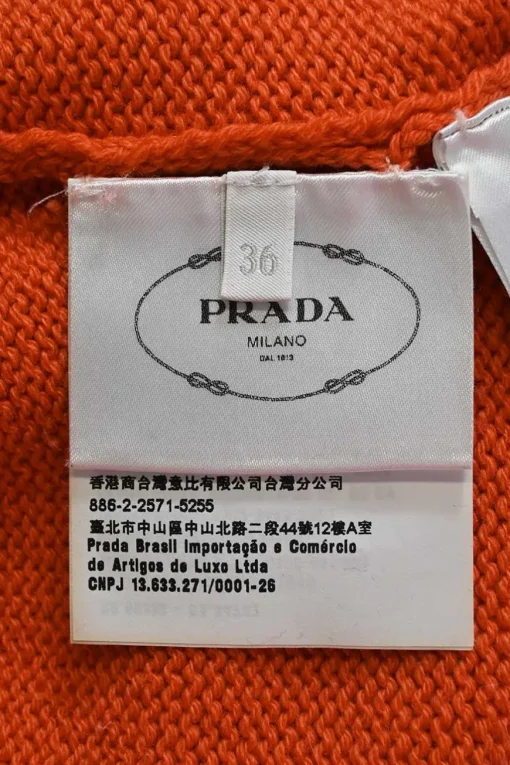 36
PRADA
MILANO
DAL 1913
香港商台灣意比有限公司台灣分公司
886-2-2571-5255
臺北市中山區中山北路二段44號12樓A室
Prada Brasil Importação e Comércio
de Artigos de Luxo Ltda
CNPJ 13.633.271/0001-26